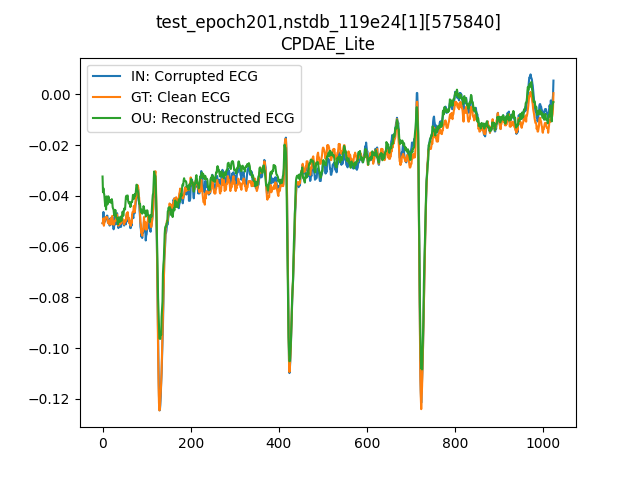 test_epoch201,nstdb_119e24[1][575840]
CPDAE_Lite
IN: Corrupted ECG
GT: Clean ECG
OU: Reconstructed ECG
0.00
−0.02
−0.04
−0.06
−0.08
−0.10
−0.12
0
200
400
600
800
1000